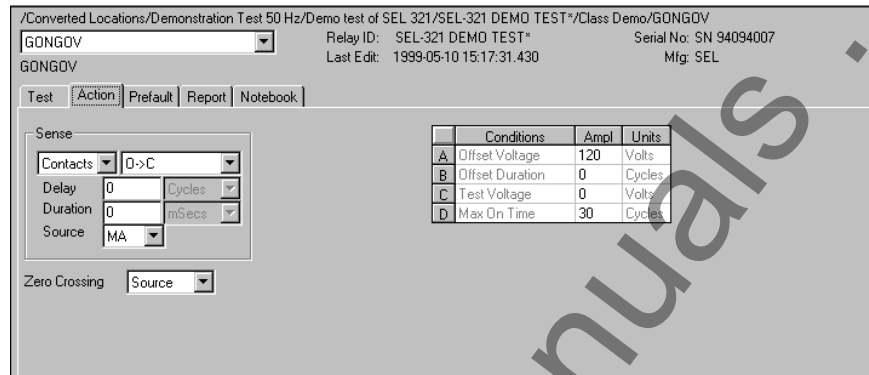 /Converted Locations/Demonstration Test 50 Hz/Demo test of SEL 321/SEL-321 DEMO TEST*/Class Demo/GONGOV
GONGOV Relay ID: SEL-321 DEMO TEST* Serial No: SN 94094007
Last Edit: 1999-05-10 15:17:31.430 Mfg: SEL
GONGOV
Test Action Prefault Report Notebook
Sense
Contacts O->C
Delay 0 Cycles
Duration 0 mSecs
Source MA
Zero Crossing Source
Conditions Ampl Units
A Offset Voltage 120 Volts
B Offset Duration 0 Cycles
C Test Voltage 0 Volts
D Max On Time 30 Cycles
nuals .